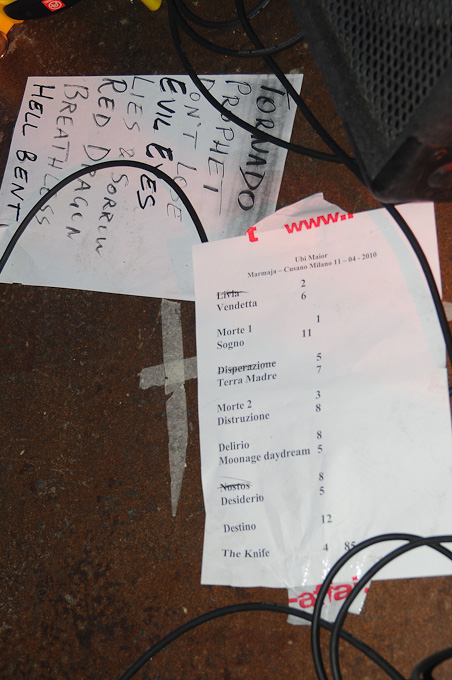 TORNADO
PROPHET
DON'T LOSE
EVIL EYES
LIES & SORROW
RED DRAGON
BREATHLESS
HELL BENT
www.
Ubi Maior
Marmaja – Cusano Milano 11 – 04 - 2010
Livia 2
Vendetta 6
Morte 1 1
Sogno 11
Disperazione 5
Terra Madre 7
Morte 2 3
Distruzione 8
Delirio 8
Moonage daydream 5
Nostos 8
Desiderio 5
Destino 12
The Knife 4 85